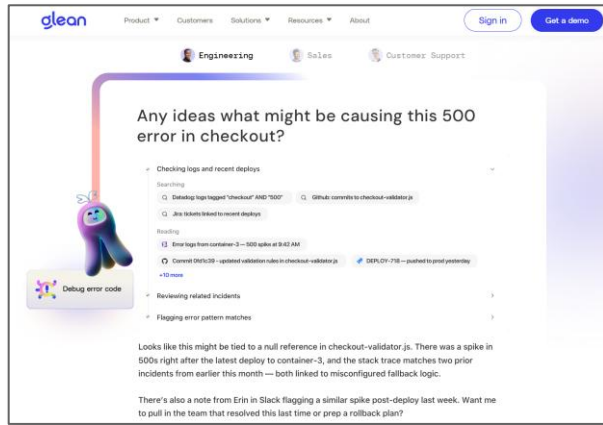 glean
Product Customers Solutions Resources About
Sign in
Get a demo
Engineering Sales Customer Support
Any ideas what might be causing this 500
error in checkout?
Checking logs and recent deploys
Searching
Datadog: logs tagged "checkout" AND "500" Github: commits to checkout-validator.js
Jira: tickets linked to recent deploys
Reading
Error logs from container-3 — 500 spike at 9:42 AM
Commit 01d1c39 - updated validation rules in checkout-validator.js DEPLOY-718 — pushed to prod yesterday
+10 more
Debug error code
Reviewing related incidents
Flagging error pattern matches
Looks like this might be tied to a null reference in checkout-validator.js. There was a spike in
500s right after the latest deploy to container-3, and the stack trace matches two prior
incidents from earlier this month — both linked to misconfigured fallback logic.
There's also a note from Erin in Slack flagging a similar spike post-deploy last week. Want me
to pull in the team that resolved this last time or prep a rollback plan?